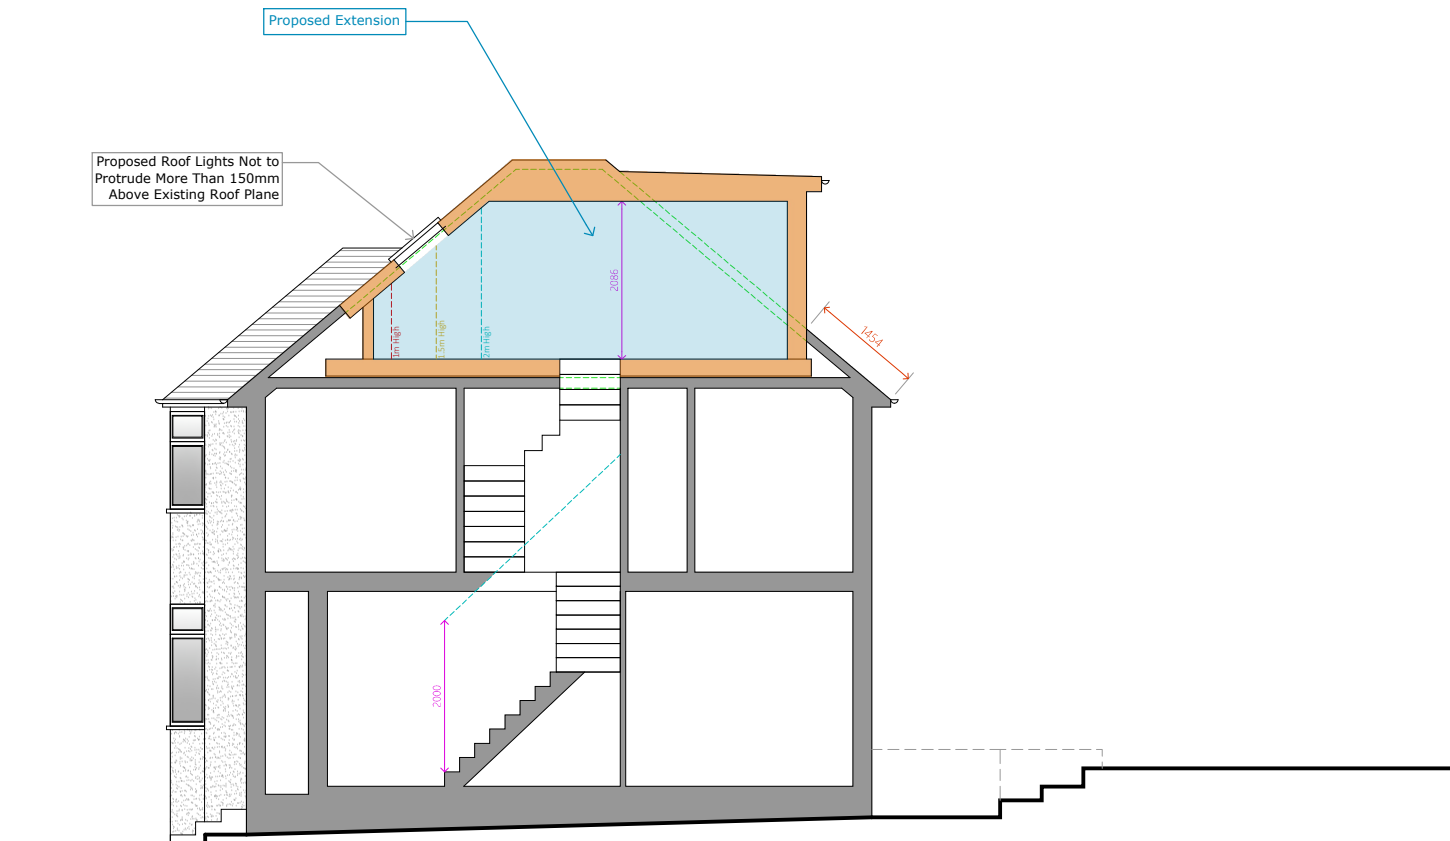 Proposed Extension
Proposed Roof Lights Not to
Protrude More Than 150mm
Above Existing Roof Plane
2086
1m High
1.5m High
2m High
1454
2000